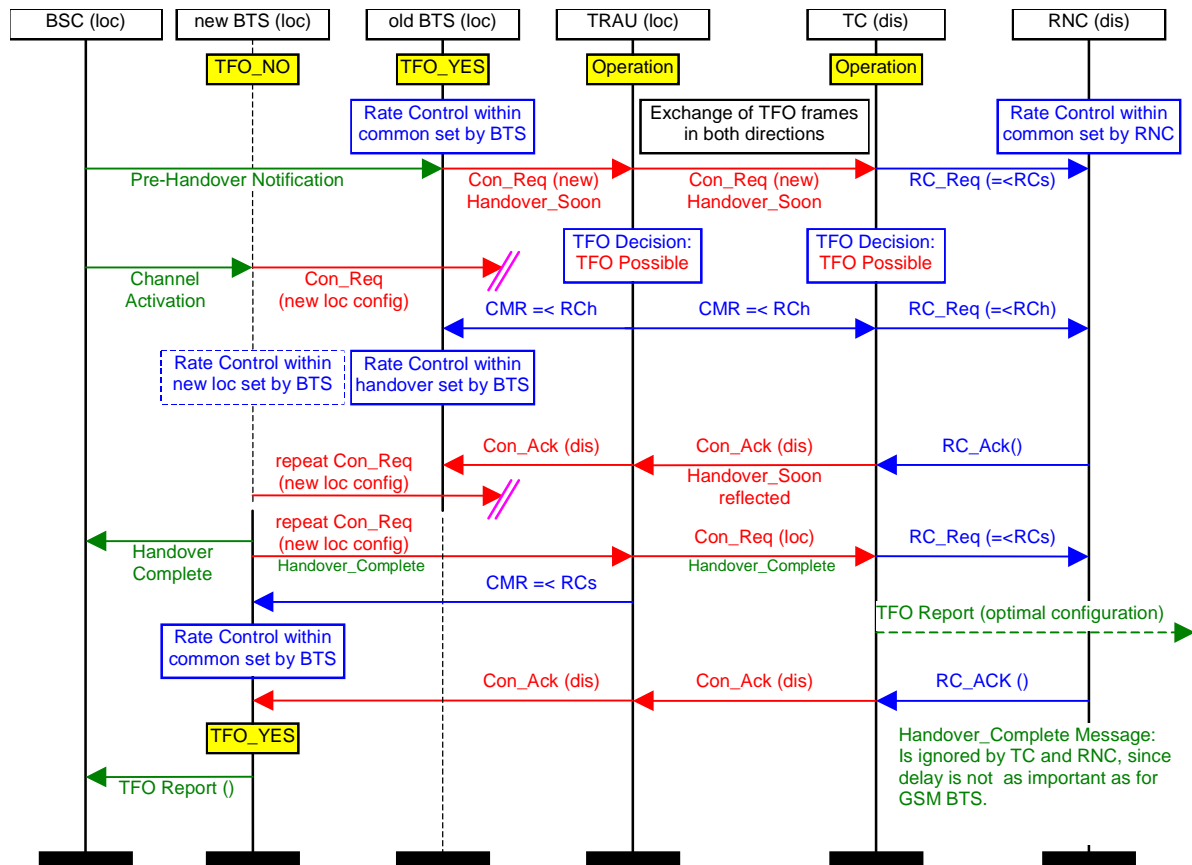 BSC (loc)
new BTS (loc)
old BTS (loc)
TRAU (loc)
TC (dis)
RNC (dis)
TFO_NO
TFO_YES
Operation
Operation
Rate Control within
common set by BTS
Exchange of TFO frames
in both directions
Rate Control within
common set by RNC
Pre-Handover Notification
Con_Req (new)
Handover_Soon
Con_Req (new)
Handover_Soon
RC_Req (=<RCs)
TFO Decision:
TFO Possible
TFO Decision:
TFO Possible
Channel
Activation
Con_Req
(new loc config)
CMR =< RCh
CMR =< RCh
RC_Req (=<RCh)
Rate Control within
new loc set by BTS
Rate Control within
handover set by BTS
Con_Ack (dis)
Con_Ack (dis)
RC_Ack()
Handover_Soon
reflected
repeat Con_Req
(new loc config)
repeat Con_Req
(new loc config)
Handover_Complete
Handover
Complete
Con_Req (loc)
Handover_Complete
RC_Req (=<RCs)
CMR =< RCs
TFO Report (optimal configuration)
Rate Control within
common set by BTS
Con_Ack (dis)
Con_Ack (dis)
RC_ACK ()
TFO_YES
Handover_Complete Message:
Is ignored by TC and RNC, since
delay is not as important as for
GSM BTS.
TFO Report ()